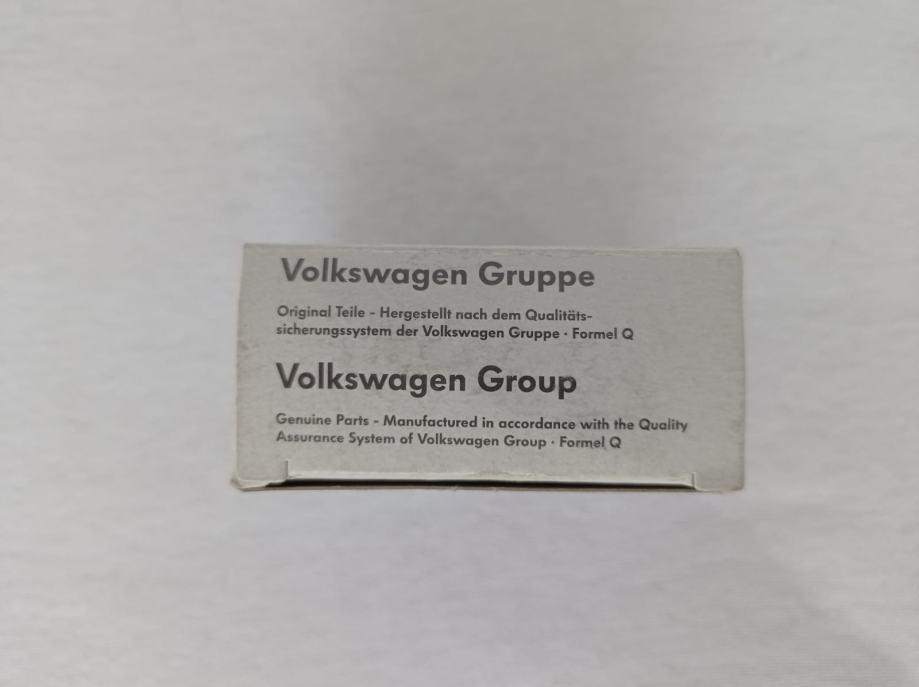 Volkswagen Gruppe
Original Teile - Hergestellt nach dem Qualitäts-
sicherungssystem der Volkswagen Gruppe · Formel Q
Volkswagen Group
Genuine Parts - Manufactured in accordance with the Quality
Assurance System of Volkswagen Group · Formel Q